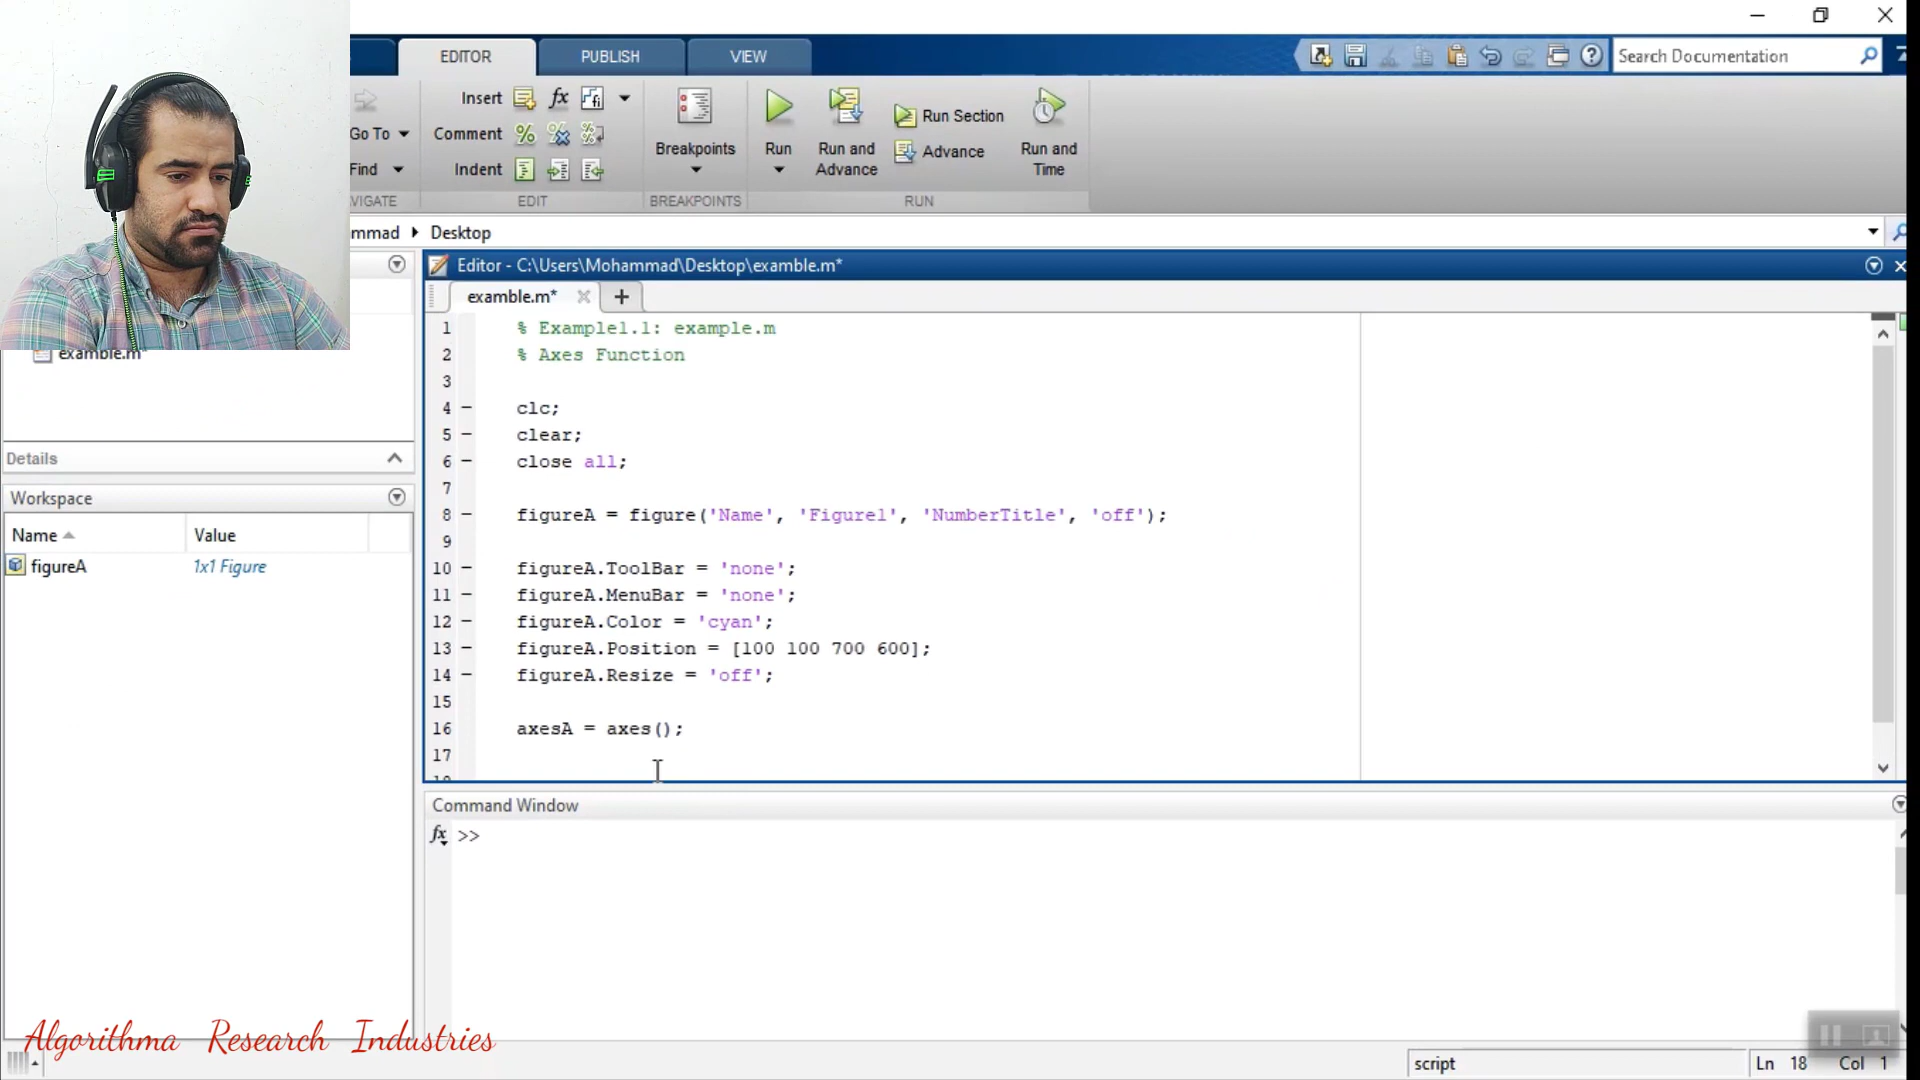 EDITOR PUBLISH VIEW Search Documentation
Insert fx fi
Go To Comment % % %
Find Indent
Breakpoints Run Run and Advance Run Section Advance Run and Time
VIGATE EDIT BREAKPOINTS RUN
mmad Desktop
Editor - C:\Users\Mohammad\Desktop\examble.m*
examble.m* +
1 % Example1.1: example.m
2 % Axes Function
3
4 – clc;
5 – clear;
6 – close all;
7
8 – figureA = figure('Name', 'Figure1', 'NumberTitle', 'off');
9
10 – figureA.ToolBar = 'none';
11 – figureA.MenuBar = 'none';
12 – figureA.Color = 'cyan';
13 – figureA.Position = [100 100 700 600];
14 – figureA.Resize = 'off';
15
16 axesA = axes();
17
examble.m*
Details
Workspace
Name Value
figureA 1x1 Figure
Command Window
fx >>
Algorithma Research Industries
script Ln 18 Col 1